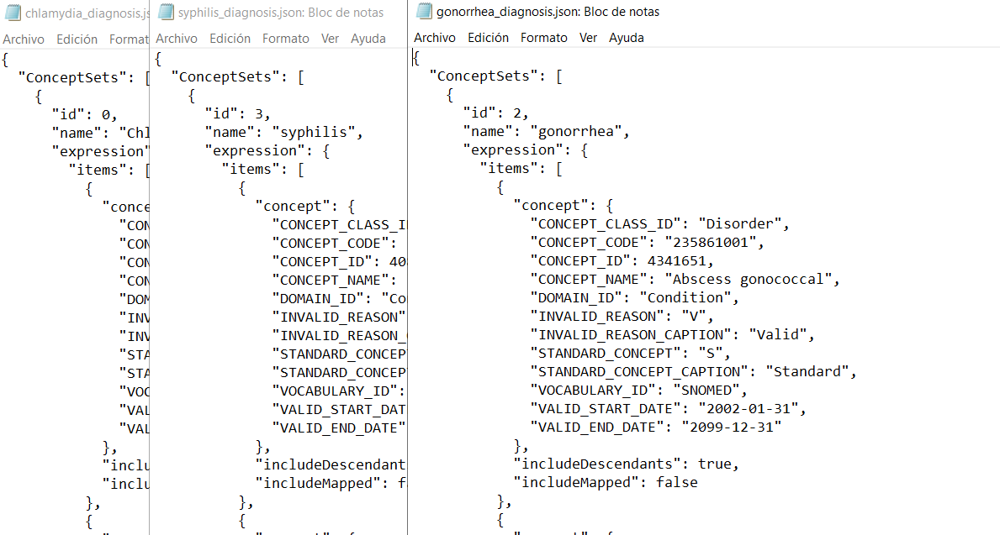 chlamydia_diagnosis.js
Archivo Edición Format
{
"ConceptSets": [
{
"id": 0,
"name": "Chl
"expression"
"items": [
{
"conce
"CON
"CON
"CON
"CON
"DOM
"INV
"INV
"STA
"STA
"VOC
"VAL
"VAL
},
"inclu
"inclu
},
{
syphilis_diagnosis.json: Bloc de notas
Archivo Edición Formato Ver Ayuda
{
"ConceptSets": [
{
"id": 3,
"name": "syphilis",
"expression": {
"items": [
{
"concept": {
"CONCEPT_CLASS_I
"CONCEPT_CODE":
"CONCEPT_ID": 40
"CONCEPT_NAME":
"DOMAIN_ID": "Co
"INVALID_REASON"
"INVALID_REASON_
"STANDARD_CONCEP
"STANDARD_CONCEP
"VOCABULARY_ID":
"VALID_START_DAT
"VALID_END_DATE"
},
"includeDescendant
"includeMapped": f
},
{
gonorrhea_diagnosis.json: Bloc de notas
Archivo Edición Formato Ver Ayuda
{
"ConceptSets": [
{
"id": 2,
"name": "gonorrhea",
"expression": {
"items": [
{
"concept": {
"CONCEPT_CLASS_ID": "Disorder",
"CONCEPT_CODE": "235861001",
"CONCEPT_ID": 4341651,
"CONCEPT_NAME": "Abscess gonococcal",
"DOMAIN_ID": "Condition",
"INVALID_REASON": "V",
"INVALID_REASON_CAPTION": "Valid",
"STANDARD_CONCEPT": "S",
"STANDARD_CONCEPT_CAPTION": "Standard",
"VOCABULARY_ID": "SNOMED",
"VALID_START_DATE": "2002-01-31",
"VALID_END_DATE": "2099-12-31"
},
"includeDescendants": true,
"includeMapped": false
},
{